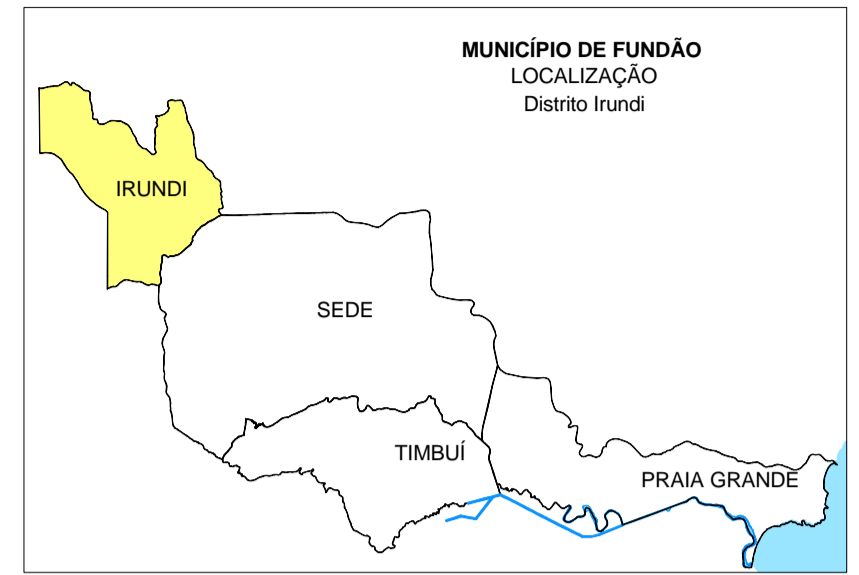 MUNICÍPIO DE FUNDÃO
LOCALIZAÇÃO
Distrito Irundi
IRUNDI
SEDE
TIMBUÍ
PRAIA GRANDE